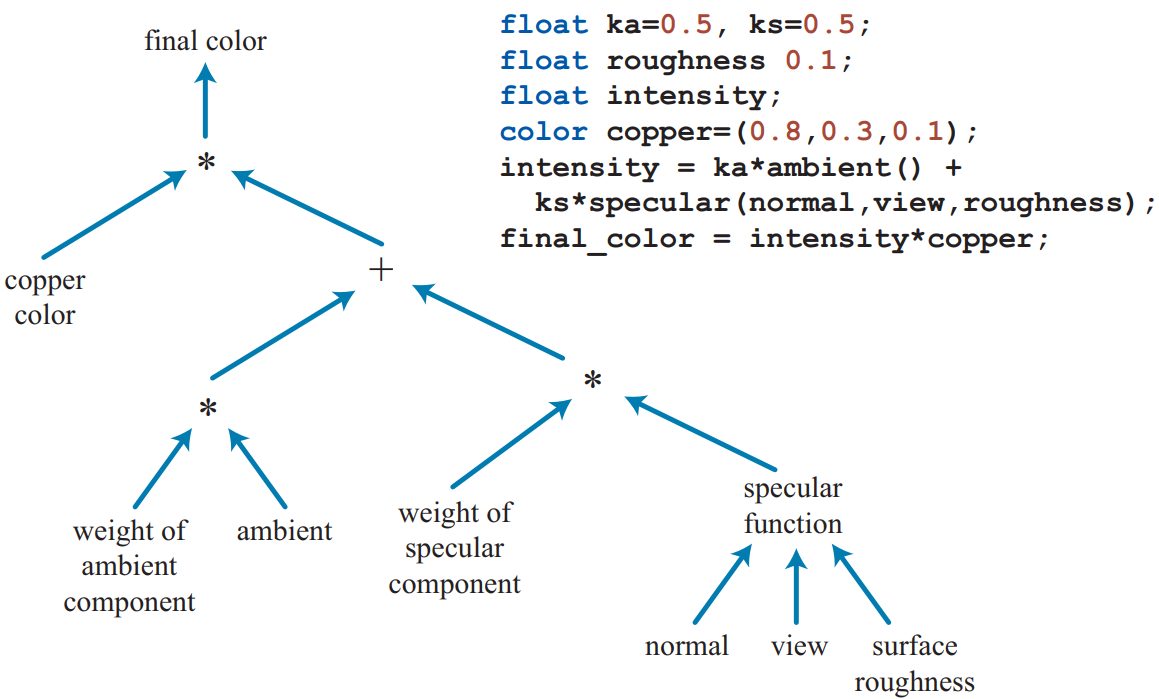 final color
*
copper
color
+
*
*
weight of
ambient
component
ambient
weight of
specular
component
specular
function
normal
view
surface
roughness
float ka=0.5, ks=0.5;
float roughness 0.1;
float intensity;
color copper=(0.8,0.3,0.1);
intensity = ka*ambient() +
ks*specular(normal,view,roughness);
final_color = intensity*copper;